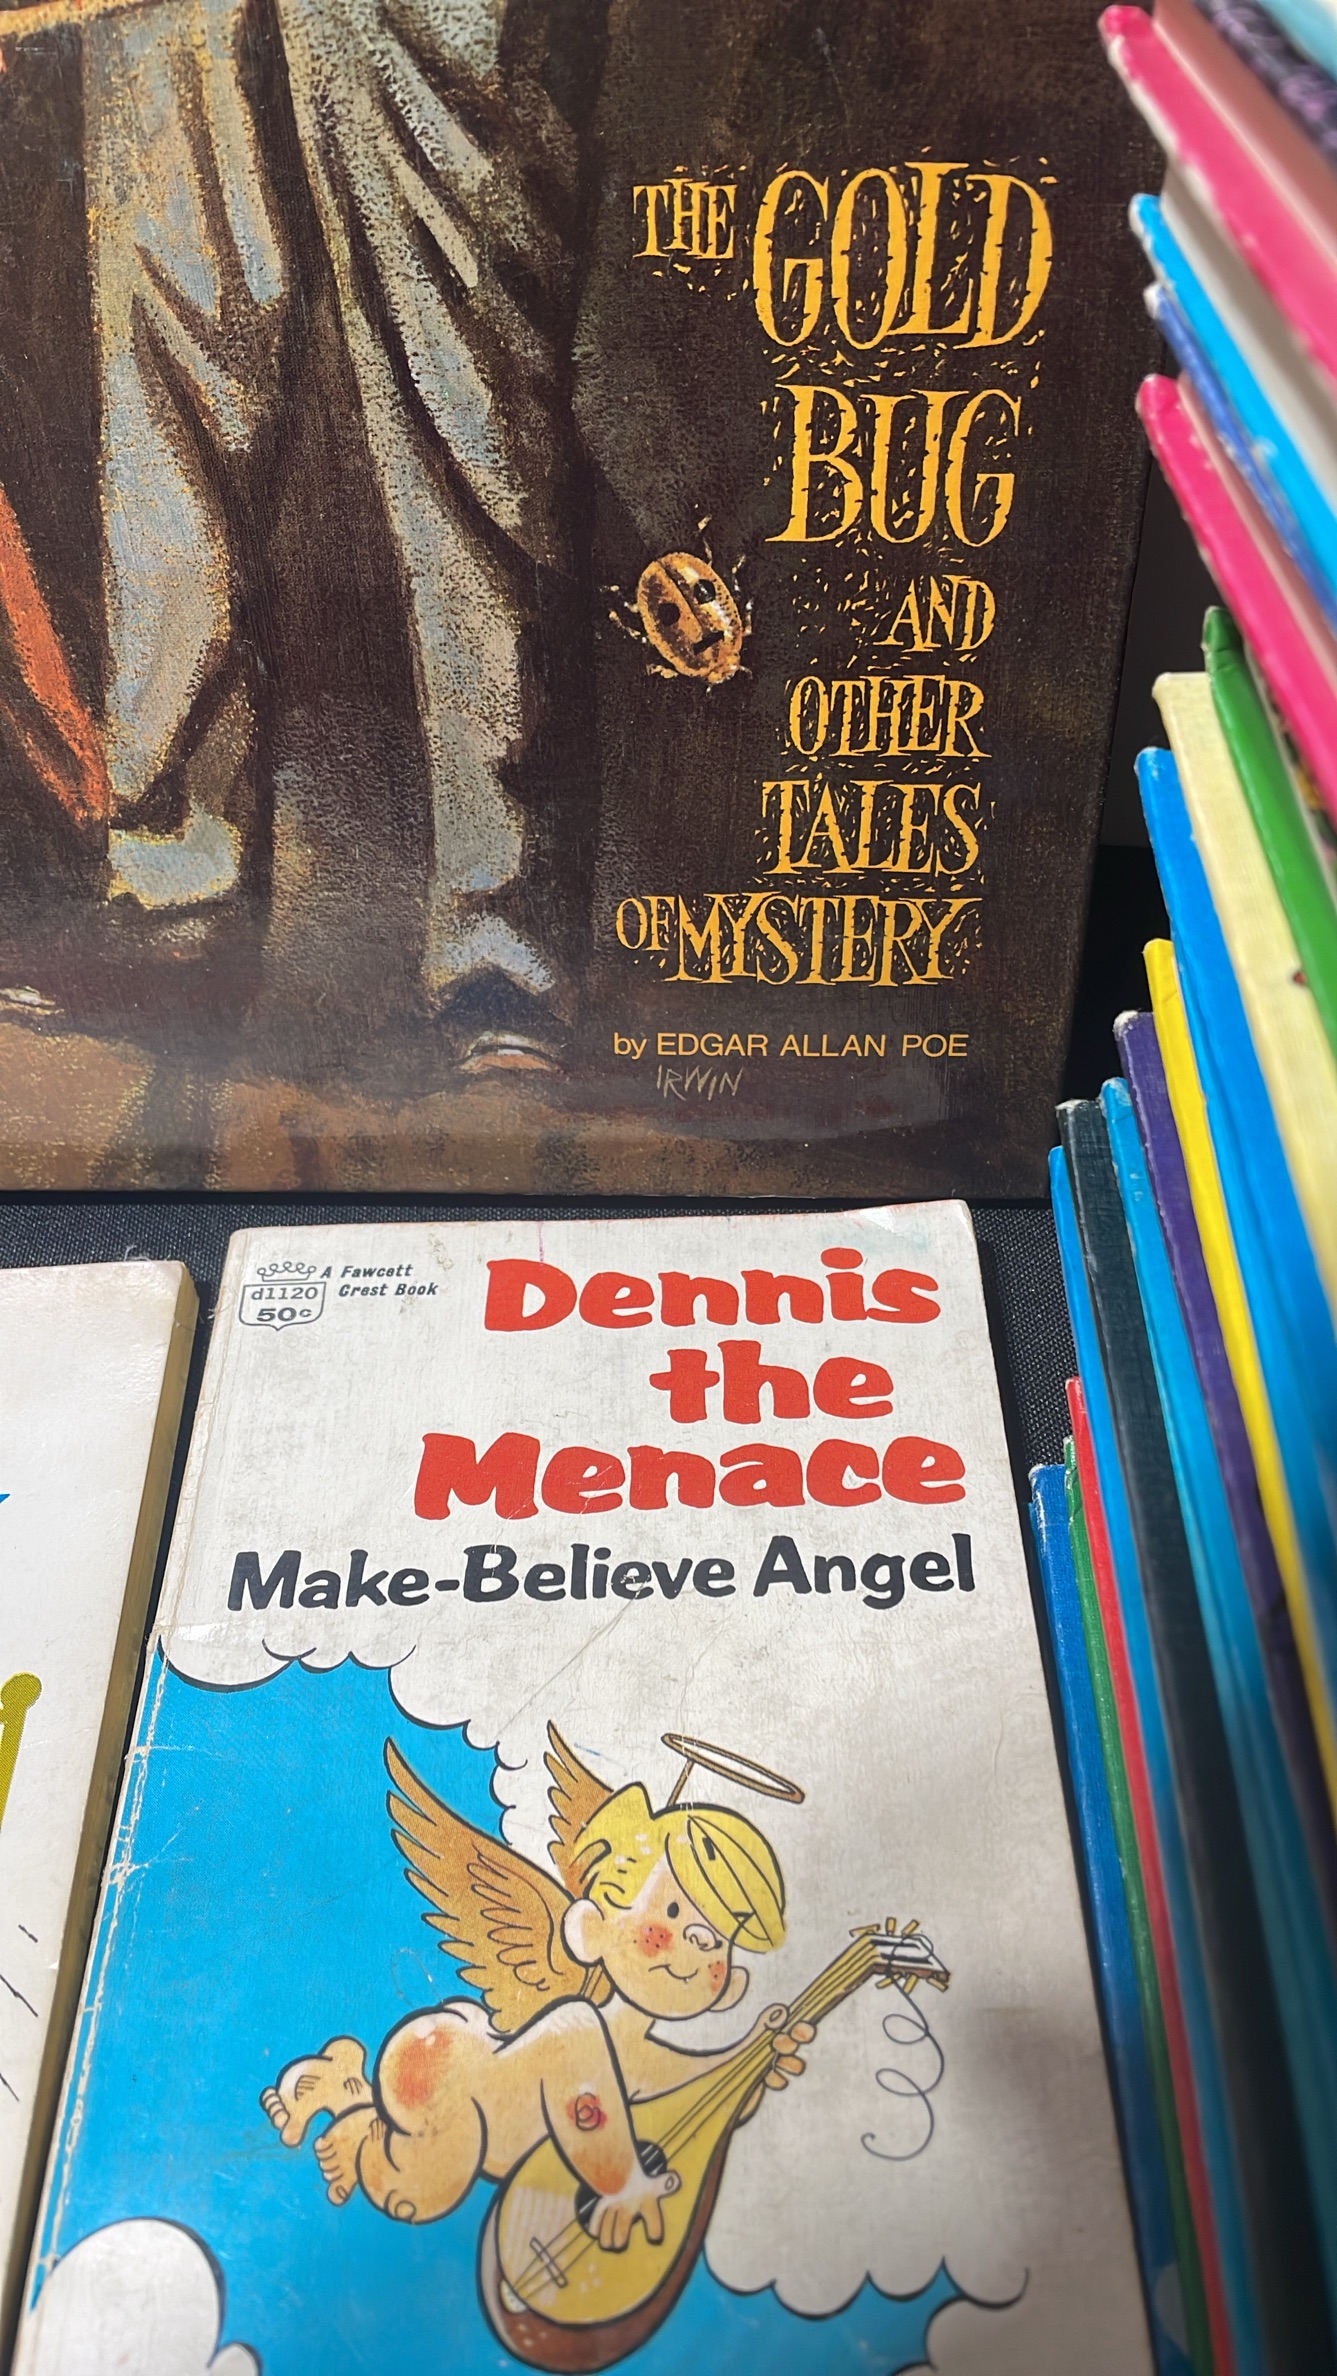 THE GOLD
BUG
AND
OTHER
TALES
OF MYSTERY
by EDGAR ALLAN POE
IRWIN
A Fawcett
Crest Book
d1120
50c
Dennis
the
Menace
Make-Believe Angel